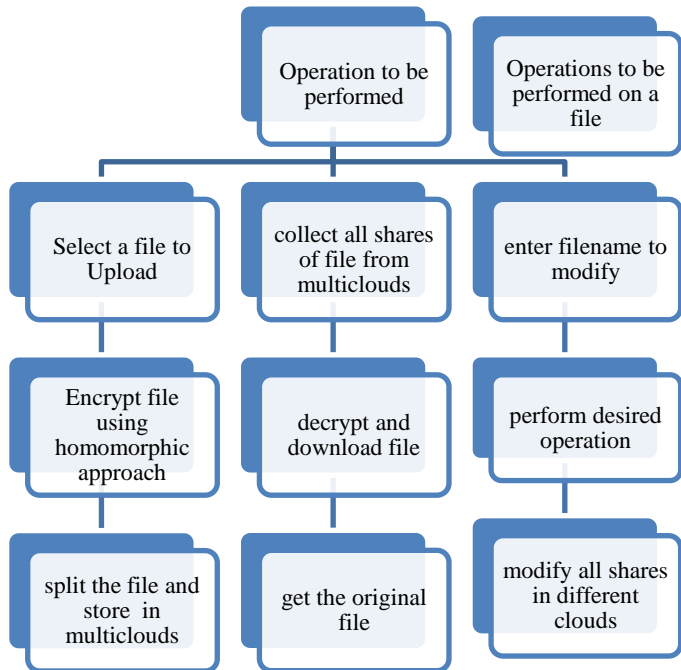 Operation to be
performed
Operations to be
performed on a
file
Select a file to
Upload
collect all shares
of file from
multiclouds
enter filename to
modify
Encrypt file
using
homomorphic
approach
decrypt and
download file
perform desired
operation
split the file and
store in
multiclouds
get the original
file
modify all shares
in different
clouds